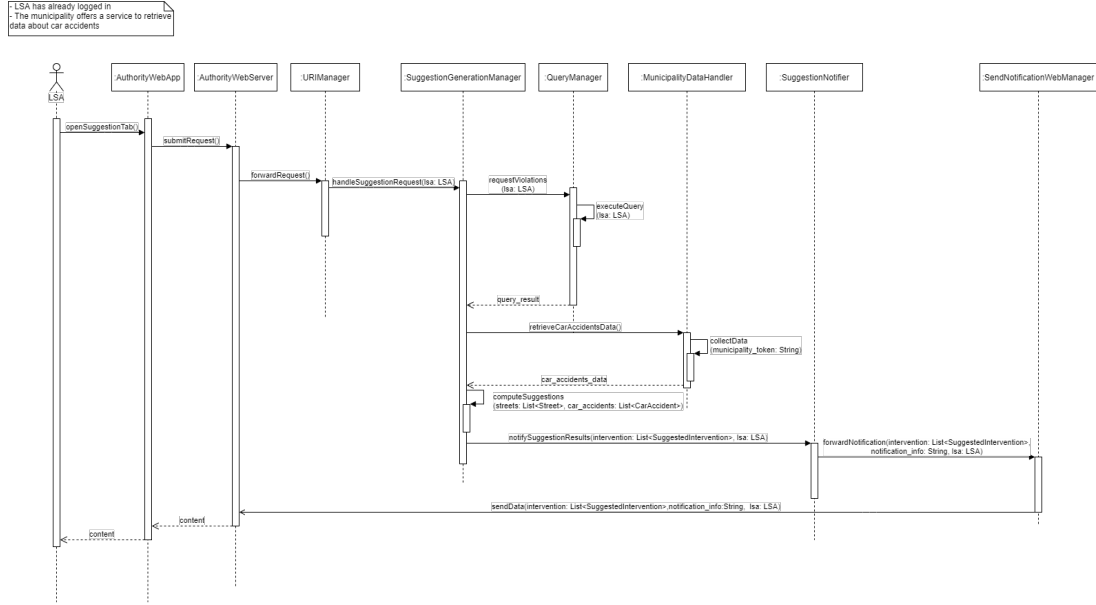 - LSA has already logged in
- The municipality offers a service to retrieve
data about car accidents
LSA
:AuthorityWebApp
:AuthorityWebServer
:URIManager
:SuggestionGenerationManager
:QueryManager
:MunicipalityDataHandler
:SuggestionNotifier
:SendNotificationWebManager
openSuggestionTab()
submitRequest()
forwardRequest()
handleSuggestionRequest(lsa: LSA)
requestViolations
(lsa: LSA)
executeQuery
(lsa: LSA)
query_result
retrieveCarAccidentsData()
collectData
(municipality_token: String)
car_accidents_data
computeSuggestions
(streets: List<Street>, car_accidents: List<CarAccident>)
notifySuggestionResults(intervention: List<SuggestedIntervention>, lsa: LSA)
forwardNotification(intervention: List<SuggestedIntervention>,
notification_info: String, lsa: LSA)
sendData(intervention: List<SuggestedIntervention>,notification_info:String, lsa: LSA)
content
content